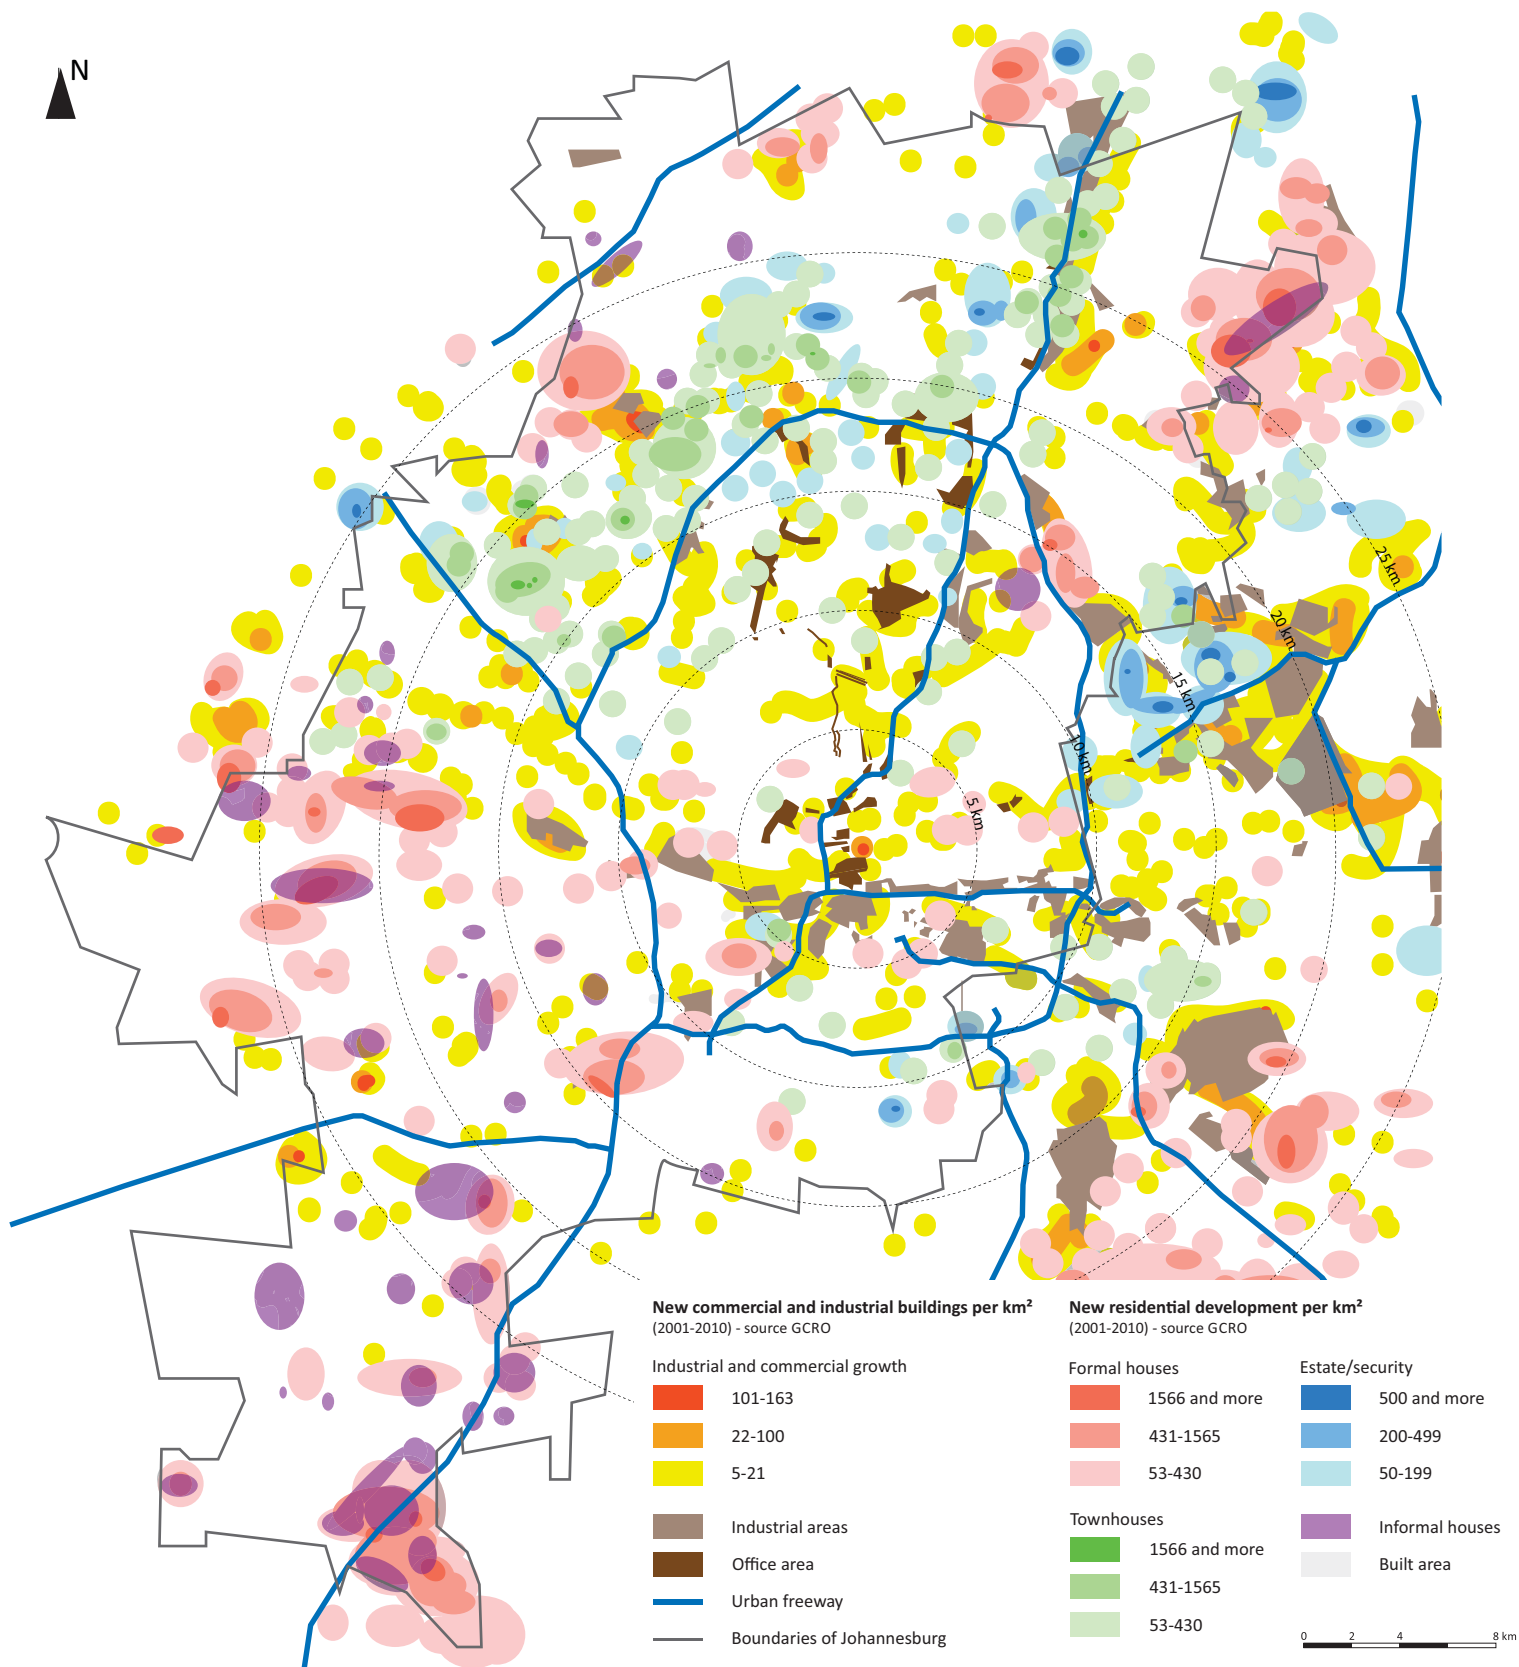 N
25 km
20 km
15 km
10 km
5 km
New commercial and industrial buildings per km²
(2001-2010) - source GCRO
Industrial and commercial growth
101-163
22-100
5-21
Industrial areas
Office area
Urban freeway
Boundaries of Johannesburg
New residential development per km²
(2001-2010) - source GCRO
Formal houses
1566 and more
431-1565
53-430
Townhouses
1566 and more
431-1565
53-430
Estate/security
500 and more
200-499
50-199
Informal houses
Built area
0 2 4 8 km